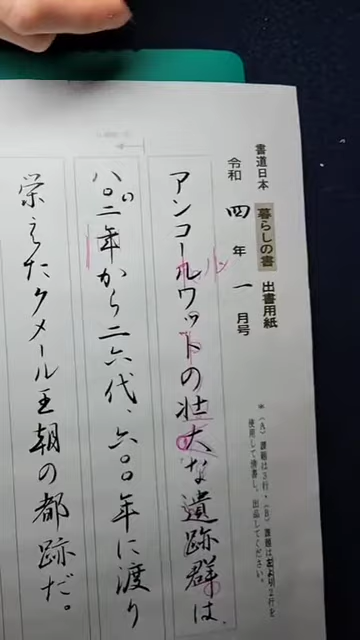 書道日本
暮らしの書 出書用紙
令和四年一月号
アンコールワットの壮大な遺跡群は、
八〇二年から二六代、六〇〇年に渡り
栄えたクメール王朝の都跡だ。